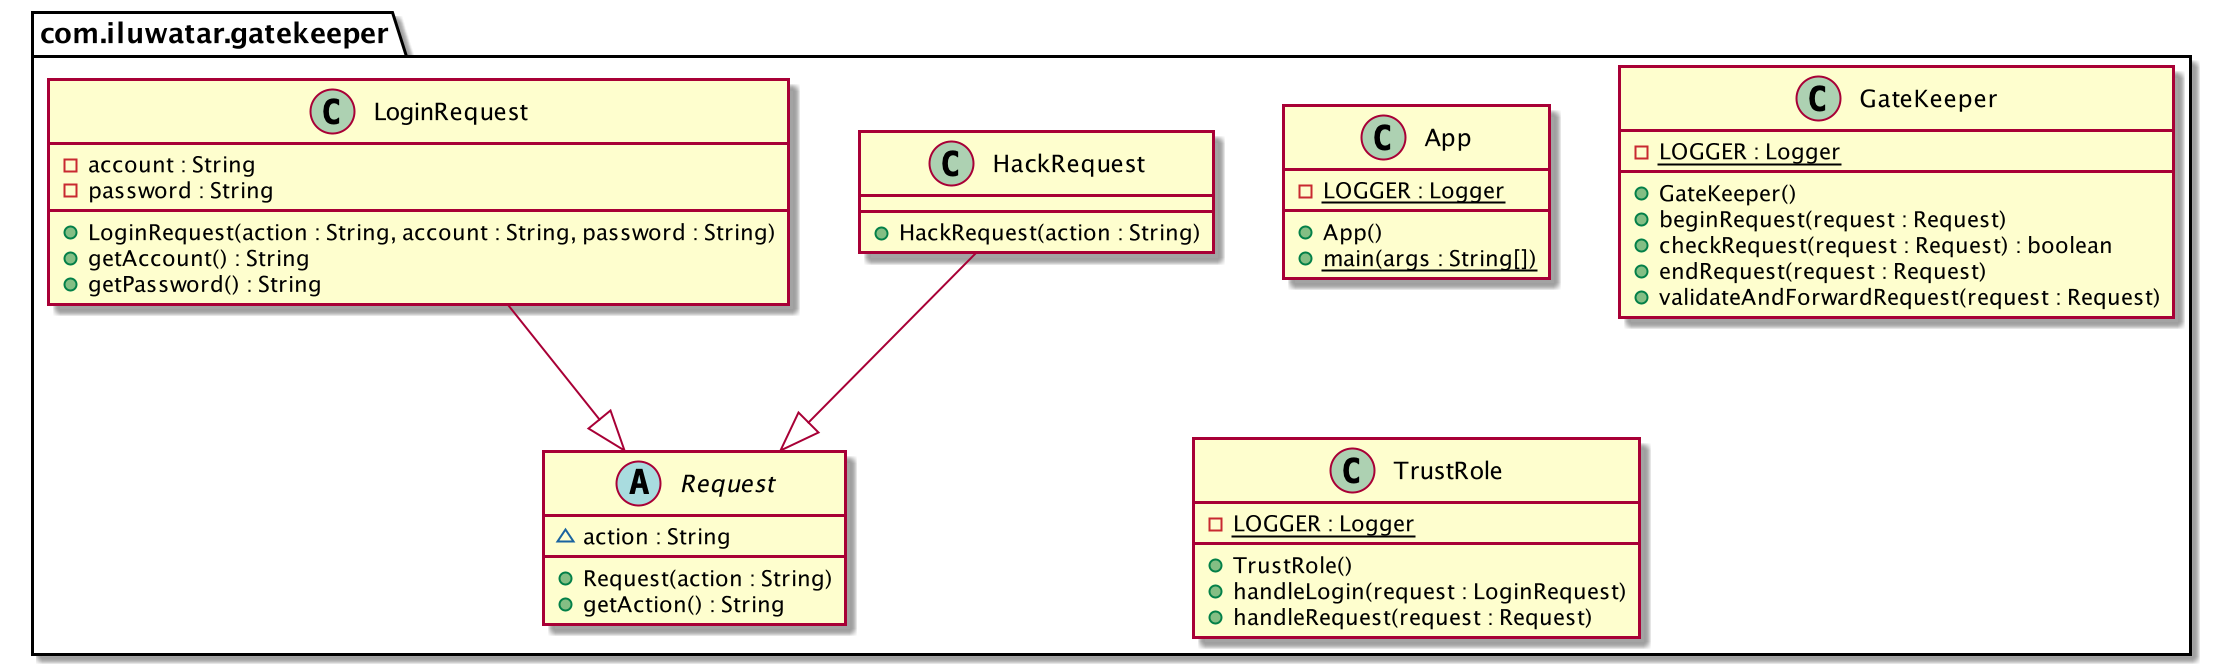 com.iluwatar.gatekeeper
C LoginRequest
account : String
password : String
LoginRequest(action : String, account : String, password : String)
getAccount() : String
getPassword() : String
C HackRequest
HackRequest(action : String)
C App
LOGGER : Logger
App()
main(args : String[])
C GateKeeper
LOGGER : Logger
GateKeeper()
beginRequest(request : Request)
checkRequest(request : Request) : boolean
endRequest(request : Request)
validateAndForwardRequest(request : Request)
A Request
action : String
Request(action : String)
getAction() : String
C TrustRole
LOGGER : Logger
TrustRole()
handleLogin(request : LoginRequest)
handleRequest(request : Request)